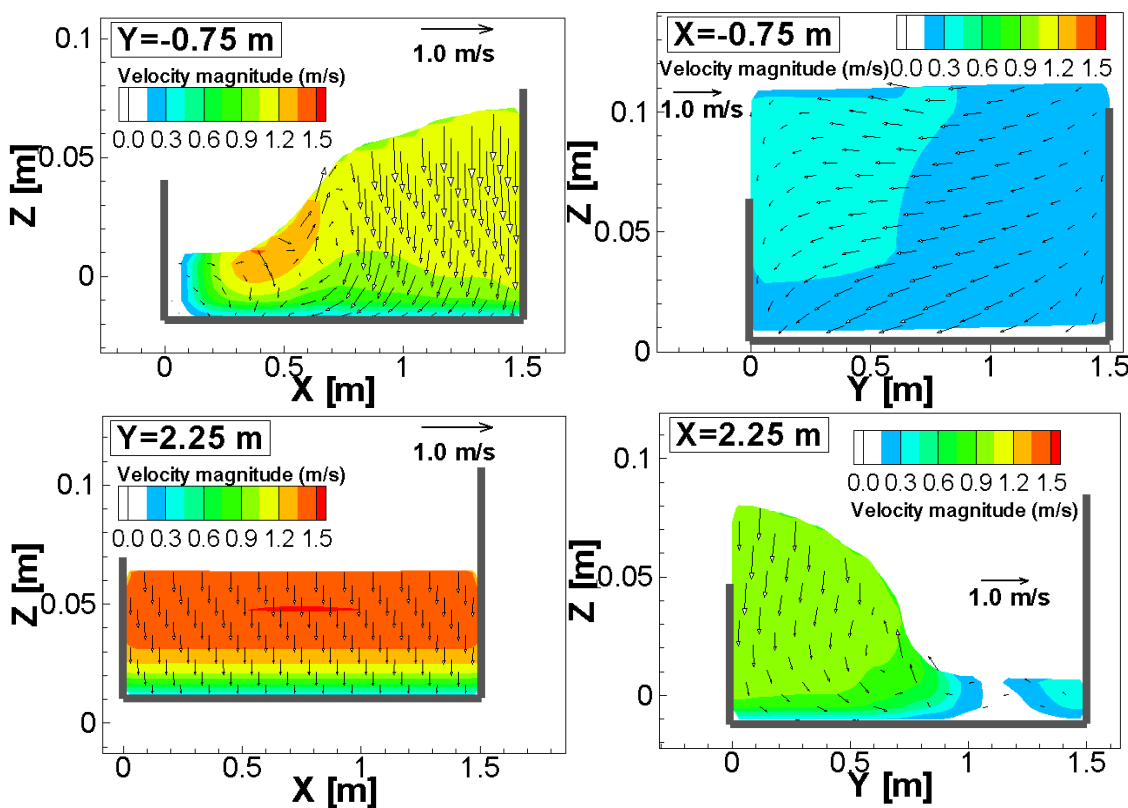 Y=-0.75 m
1.0 m/s
Velocity magnitude (m/s)
0.0 0.3 0.6 0.9 1.2 1.5
0.1
0.05
0
Z [m]
0 0.5 1 1.5
X [m]
X=-0.75 m
0.0 0.3 0.6 0.9 1.2 1.5
Velocity magnitude (m/s)
1.0 m/s
0.1
0.05
0
Z [m]
0 0.5 1 1.5
Y [m]
Y=2.25 m
1.0 m/s
Velocity magnitude (m/s)
0.0 0.3 0.6 0.9 1.2 1.5
0.1
0.05
0
Z [m]
0 0.5 1 1.5
X [m]
X=2.25 m
0.0 0.3 0.6 0.9 1.2 1.5
Velocity magnitude (m/s)
1.0 m/s
0.1
0.05
0
Z [m]
0 0.5 1 1.5
Y [m]